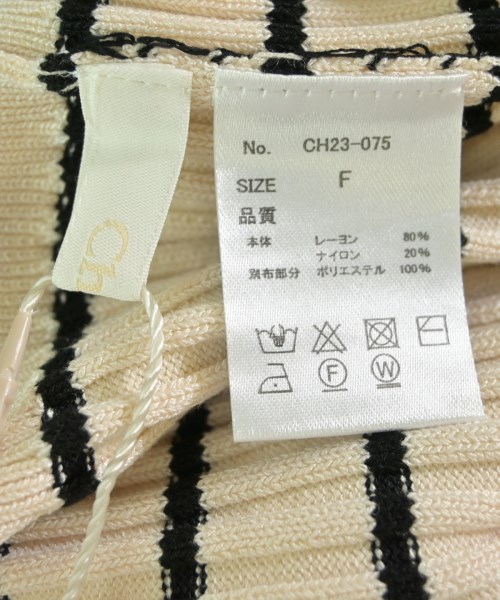 Ch
No. CH23-075
SIZE F
品質
本体 レーヨン 80%
ナイロン 20%
別布部分 ポリエステル 100%
F W